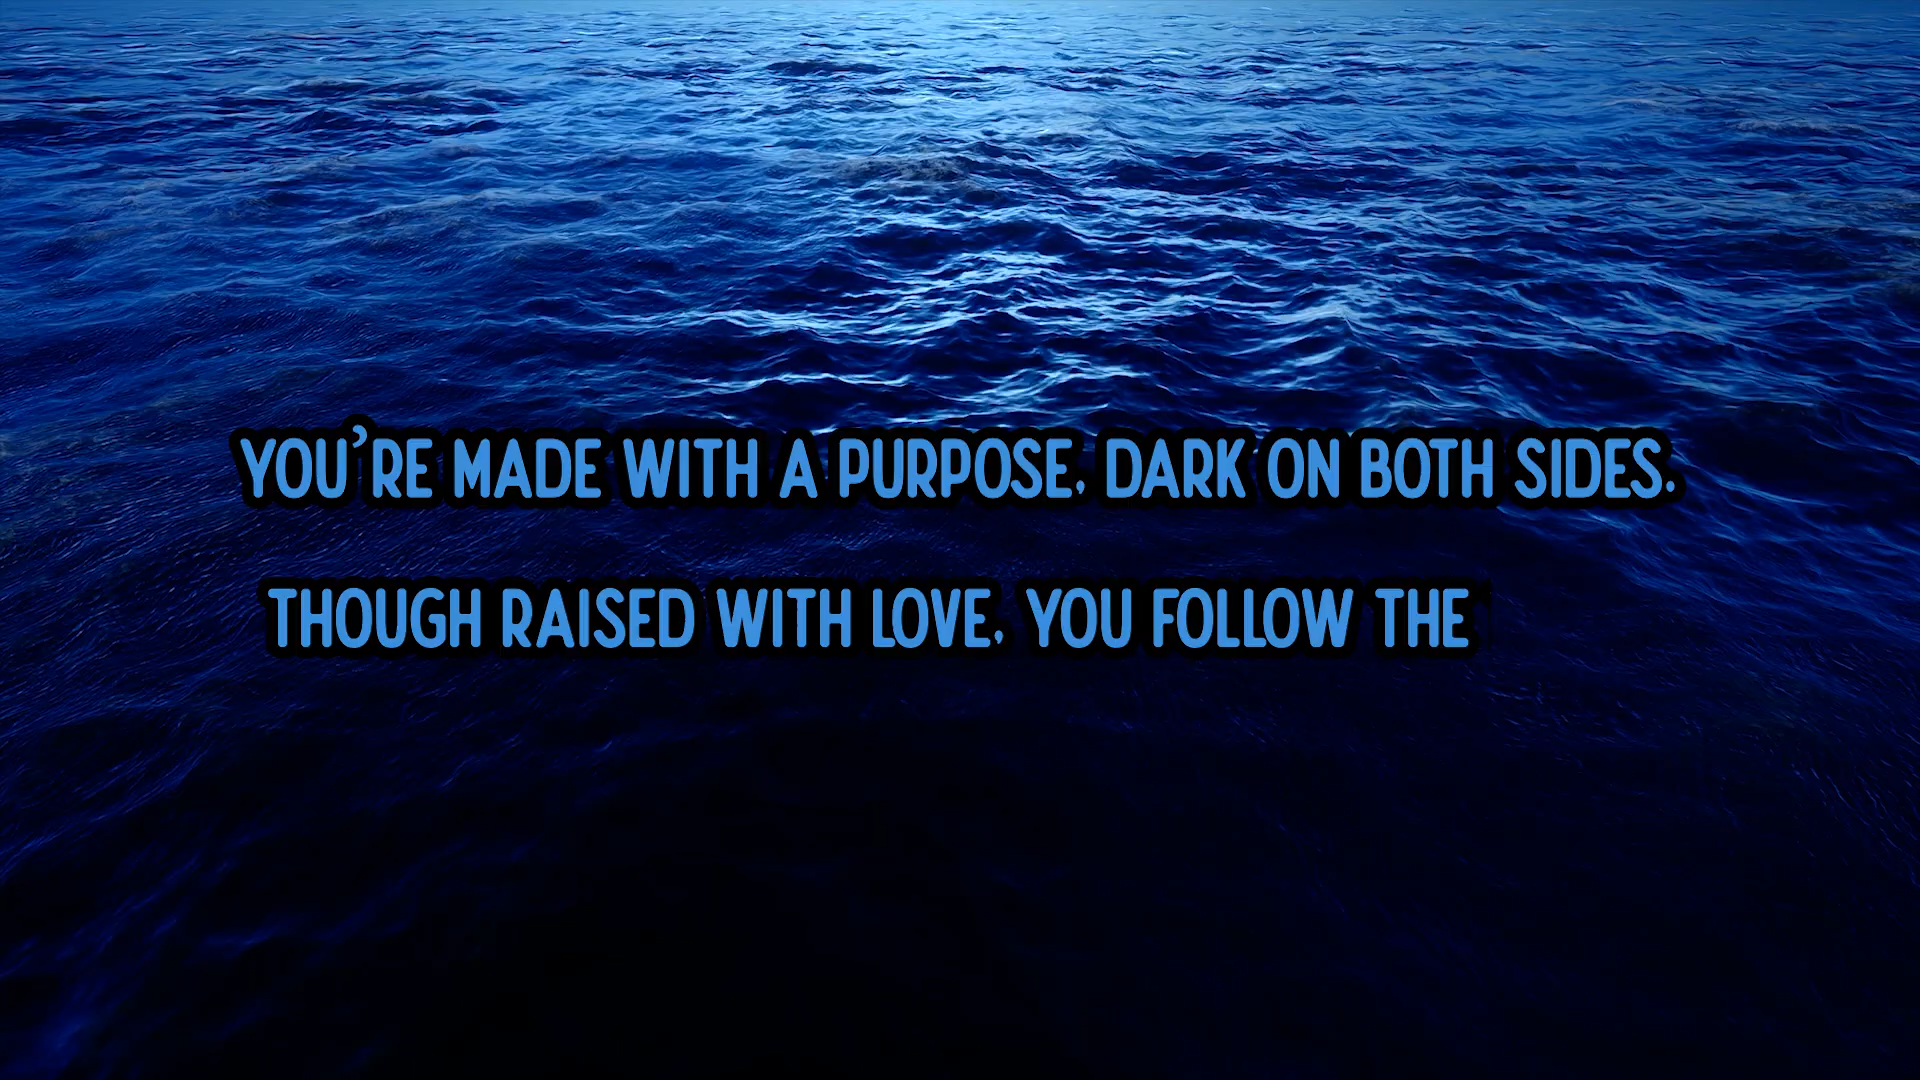 YOU'RE MADE WITH A PURPOSE, DARK ON BOTH SIDES.
THOUGH RAISED WITH LOVE, YOU FOLLOW THE